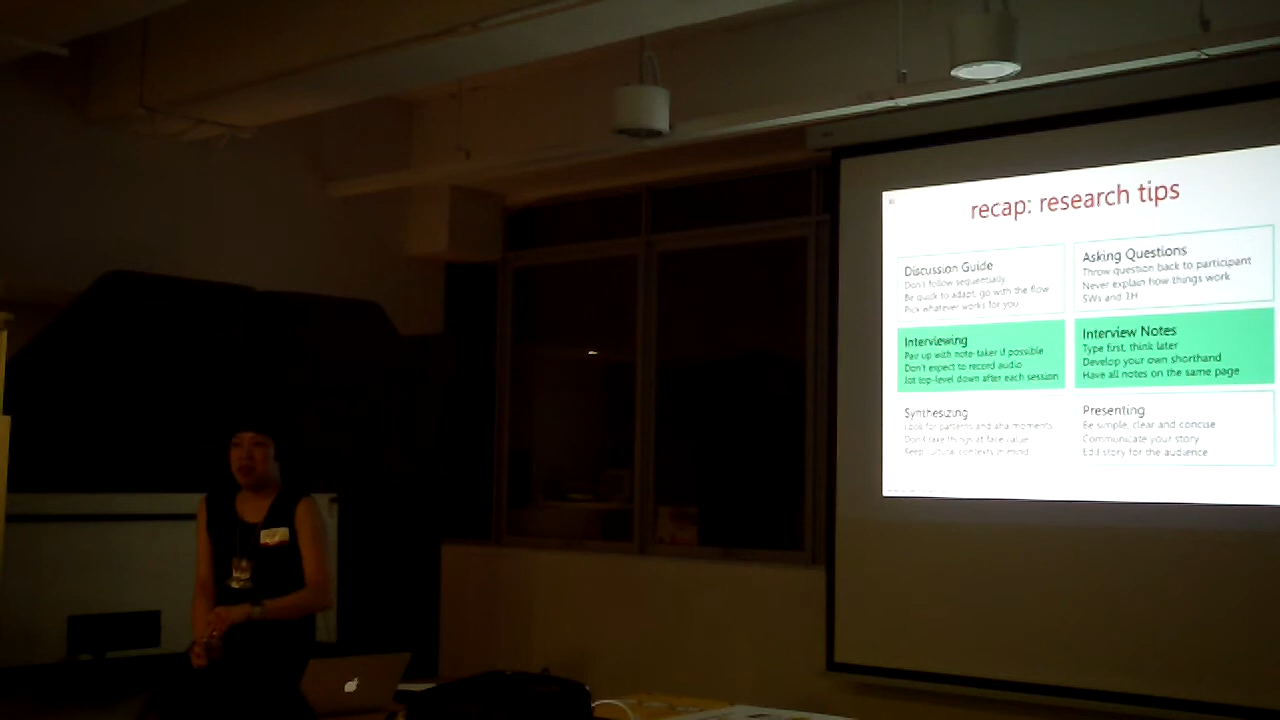 recap: research tips
Discussion Guide
Don't follow sequentially
Be quick to adapt, go with the flow
Pick whatever works for you
Asking Questions
Throw question back to participant
Never explain how things work
5Ws and 1H
Interviewing
Pair up with note-taker if possible
Don't expect to record audio
Jot top-level down after each session
Interview Notes
Type first, think later
Develop your own shorthand
Have all notes on the same page
Synthesizing
Look for patterns and aha moments
Don't take things at face value
Keep cultural contexts in mind
Presenting
Be simple, clear and concise
Communicate your story
Edit story for the audience